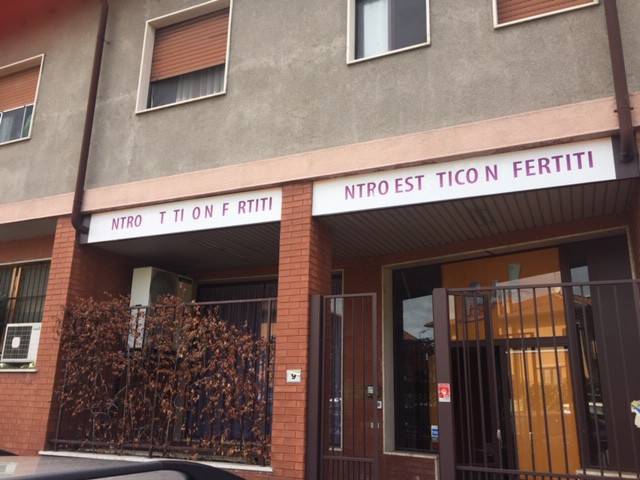 NTRO T TI ON F RTITI
NTRO EST TICO N FERTITI